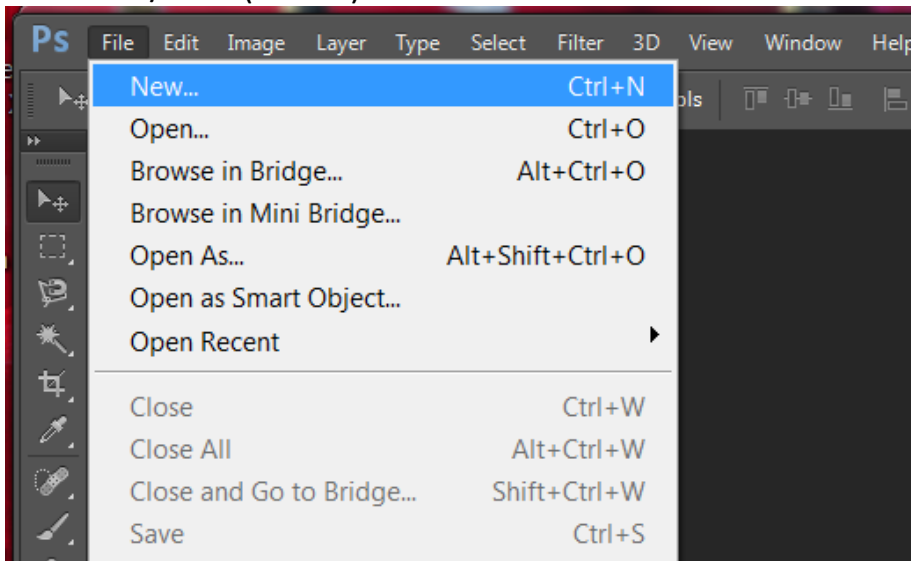 Ps File Edit Image Layer Type Select Filter 3D View Window Help
New... Ctrl+N
Open... Ctrl+O
Browse in Bridge... Alt+Ctrl+O
Browse in Mini Bridge...
Open As... Alt+Shift+Ctrl+O
Open as Smart Object...
Open Recent
Close Ctrl+W
Close All Alt+Ctrl+W
Close and Go to Bridge... Shift+Ctrl+W
Save Ctrl+S